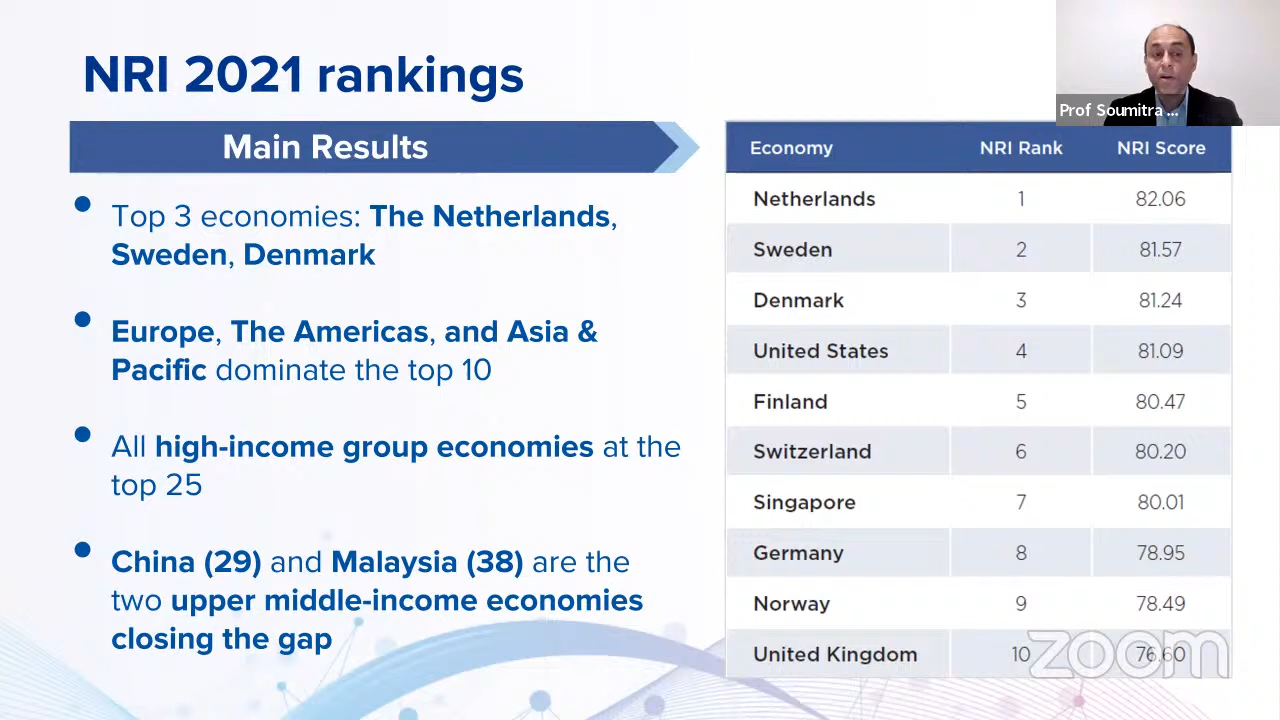 NRI 2021 rankings
Prof Soumitra ...
Main Results
• Top 3 economies: The Netherlands,
Sweden, Denmark
• Europe, The Americas, and Asia &
Pacific dominate the top 10
• All high-income group economies at the
top 25
• China (29) and Malaysia (38) are the
two upper middle-income economies
closing the gap
Economy NRI Rank NRI Score
Netherlands 1 82.06
Sweden 2 81.57
Denmark 3 81.24
United States 4 81.09
Finland 5 80.47
Switzerland 6 80.20
Singapore 7 80.01
Germany 8 78.95
Norway 9 78.49
United Kingdom 10 76.60
zoom